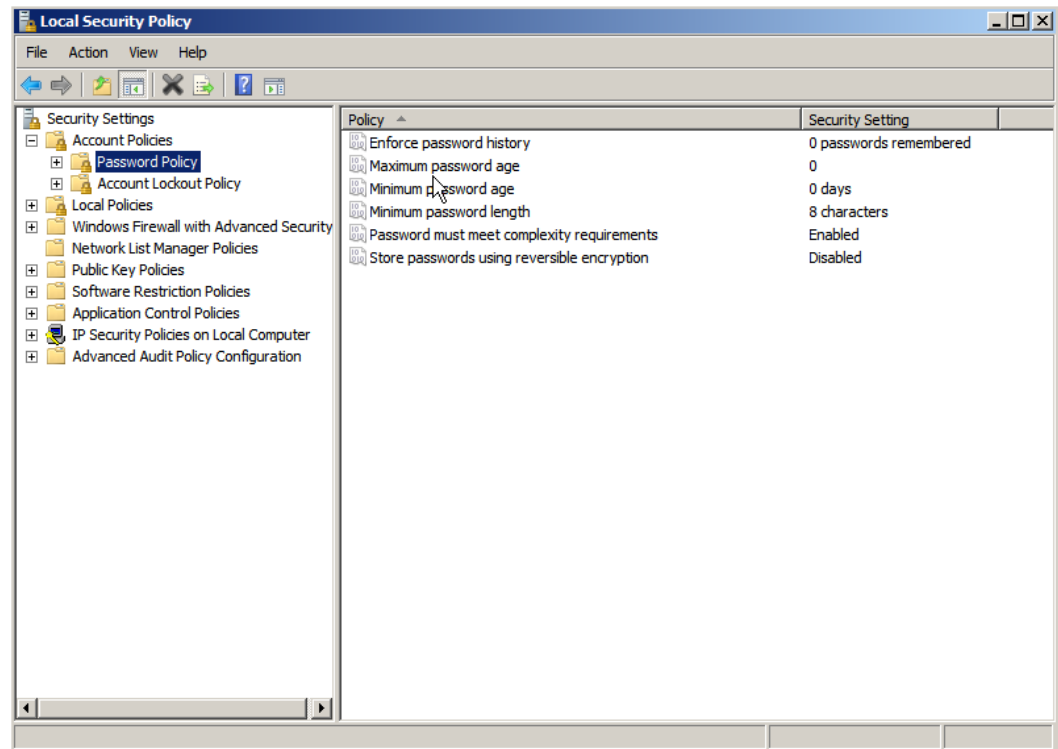 Local Security Policy
File Action View Help
Security Settings
Account Policies
Password Policy
Account Lockout Policy
Local Policies
Windows Firewall with Advanced Security
Network List Manager Policies
Public Key Policies
Software Restriction Policies
Application Control Policies
IP Security Policies on Local Computer
Advanced Audit Policy Configuration
Policy Security Setting
Enforce password history 0 passwords remembered
Maximum password age 0
Minimum password age 0 days
Minimum password length 8 characters
Password must meet complexity requirements Enabled
Store passwords using reversible encryption Disabled